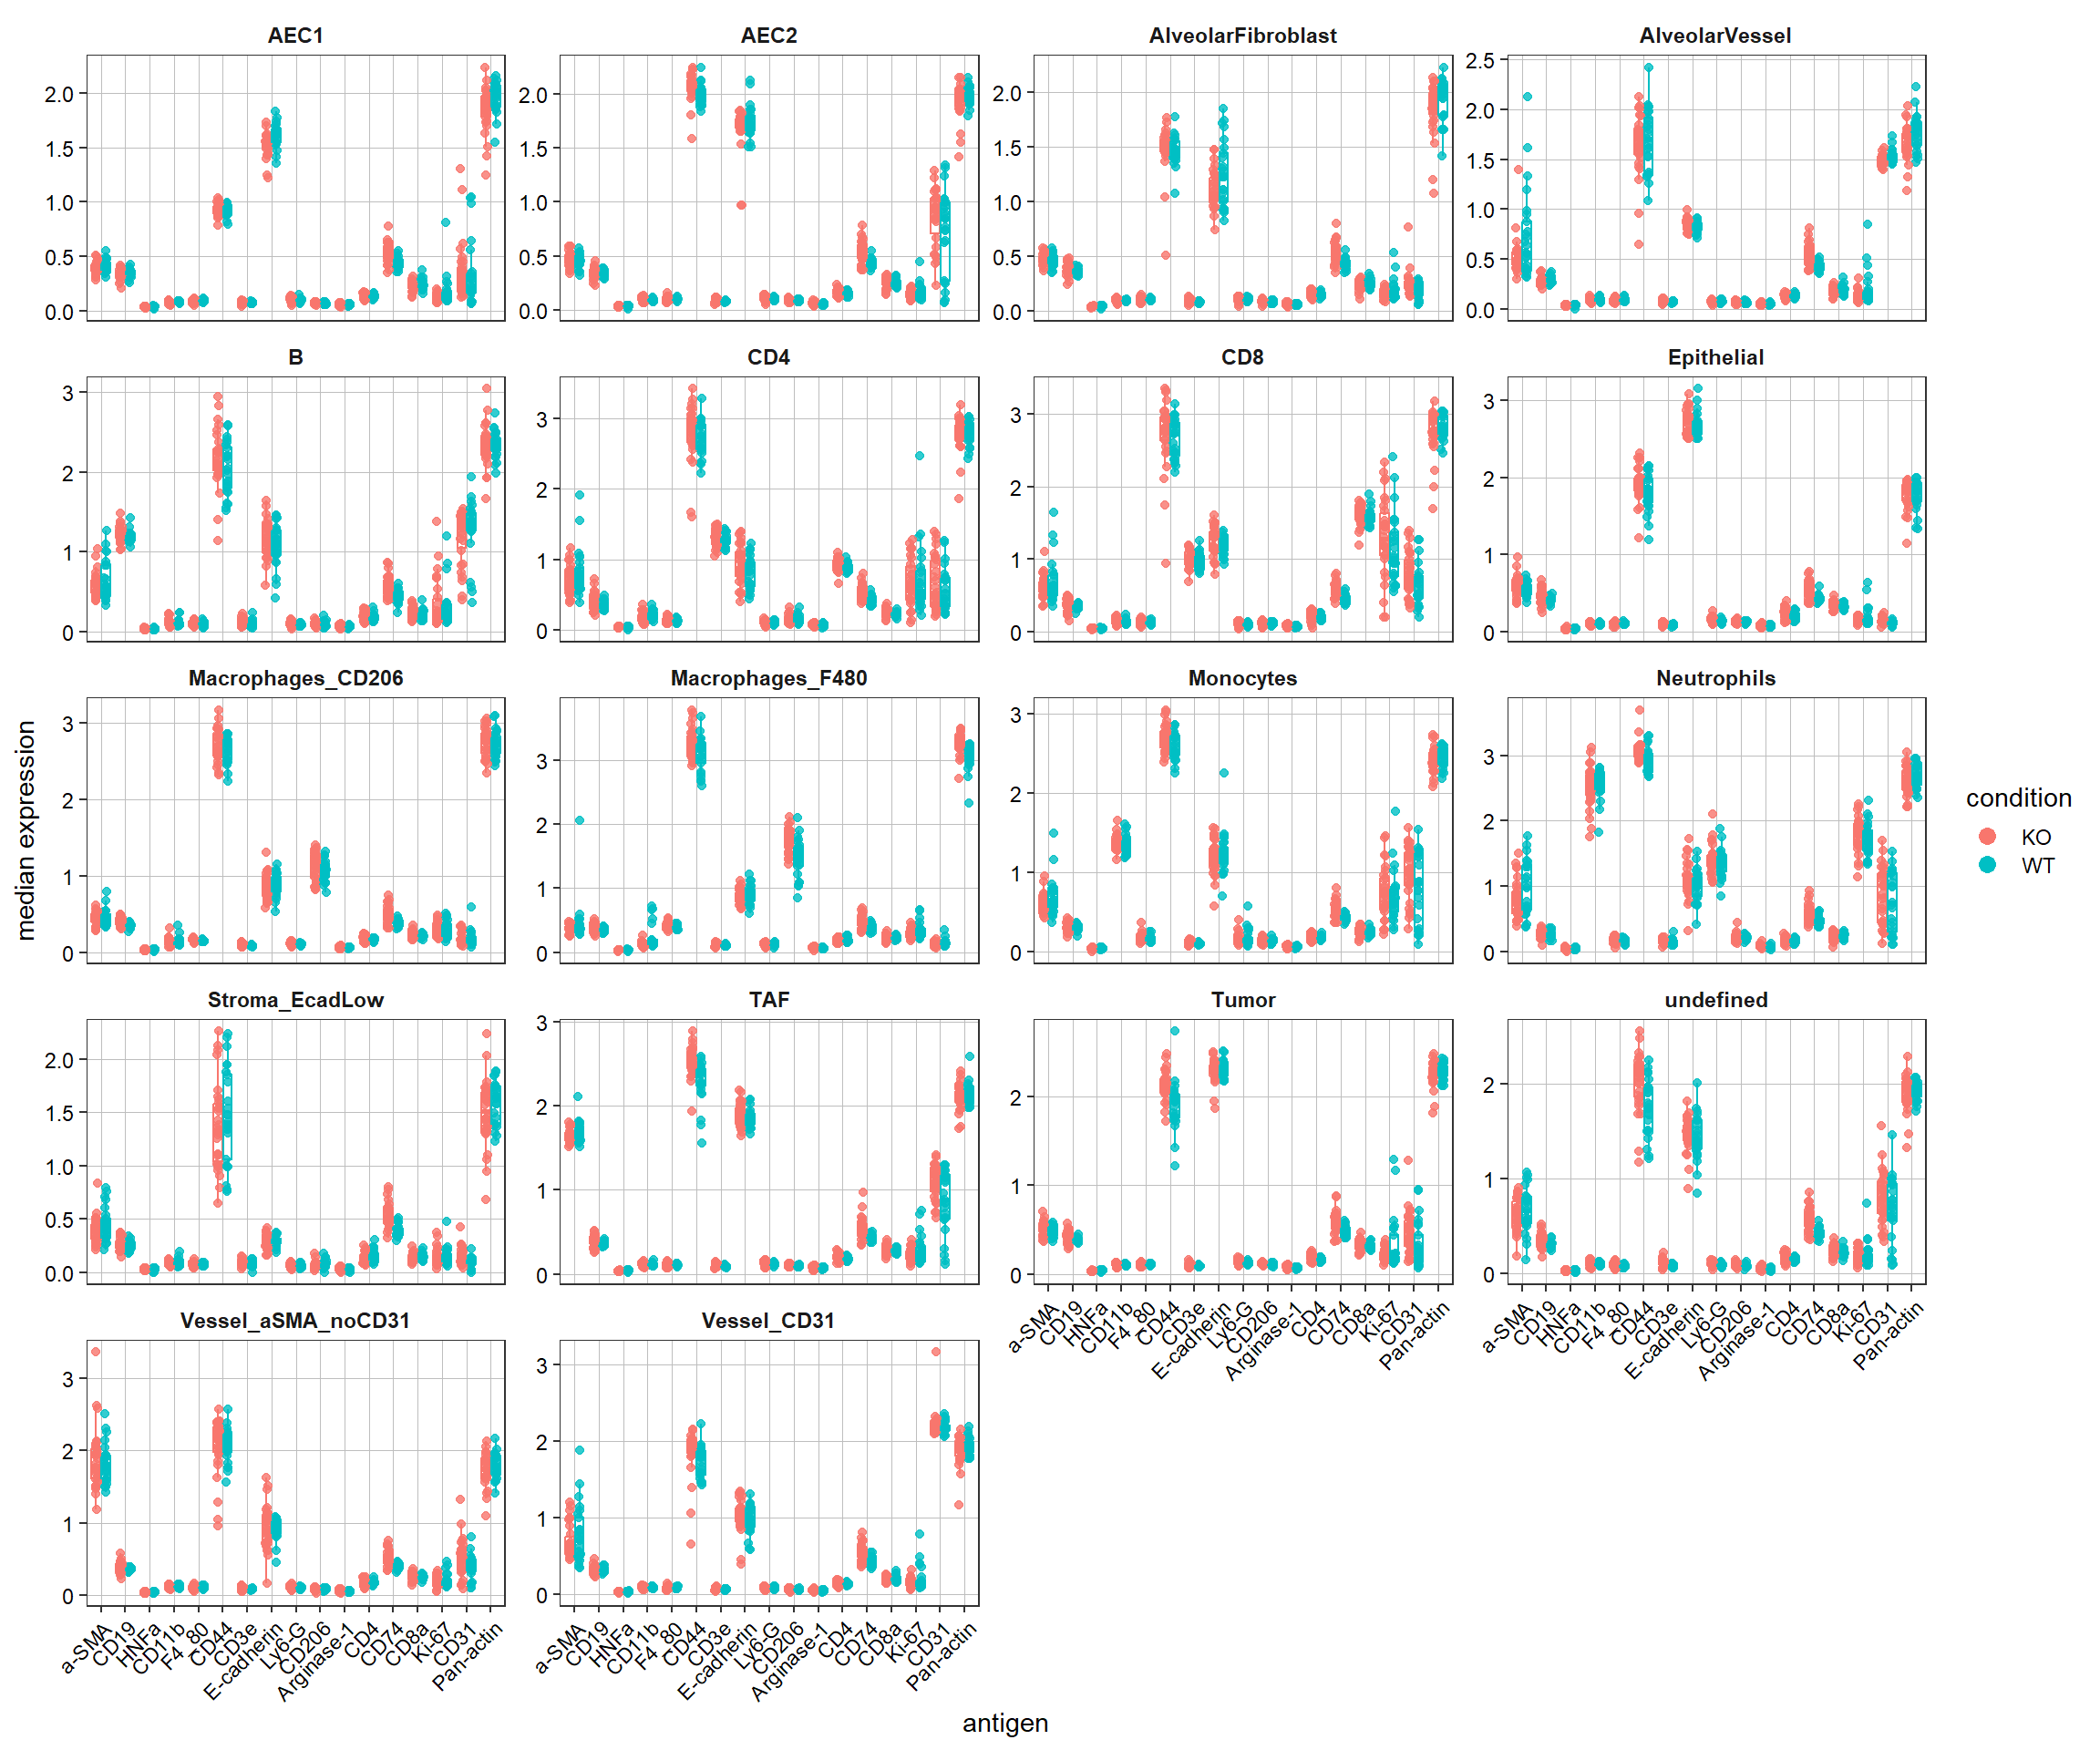 AEC1 AEC2 AlveolarFibroblast AlveolarVessel
2.0 1.5 1.0 0.5 0.0
2.0 1.5 1.0 0.5 0.0
2.0 1.5 1.0 0.5 0.0
2.5 2.0 1.5 1.0 0.5 0.0
B CD4 CD8 Epithelial
3 2 1 0
3 2 1 0
3 2 1 0
3 2 1 0
Macrophages_CD206 Macrophages_F480 Monocytes Neutrophils
3 2 1 0
3 2 1 0
3 2 1 0
3 2 1 0
median expression
condition
KO
WT
Stroma_EcadLow TAF Tumor undefined
2.0 1.5 1.0 0.5 0.0
3 2 1 0
2 1 0
2 1 0
a-SMA CD19 HNFa CD11b F4_80 CD44 CD3e E-cadherin Ly6-G CD206 Arginase-1 CD4 CD74 CD8a Ki-67 CD31 Pan-actin
a-SMA CD19 HNFa CD11b F4_80 CD44 CD3e E-cadherin Ly6-G CD206 Arginase-1 CD4 CD74 CD8a Ki-67 CD31 Pan-actin
Vessel_aSMA_noCD31 Vessel_CD31
3 2 1 0
3 2 1 0
a-SMA CD19 HNFa CD11b F4_80 CD44 CD3e E-cadherin Ly6-G CD206 Arginase-1 CD4 CD74 CD8a Ki-67 CD31 Pan-actin
a-SMA CD19 HNFa CD11b F4_80 CD44 CD3e E-cadherin Ly6-G CD206 Arginase-1 CD4 CD74 CD8a Ki-67 CD31 Pan-actin
antigen